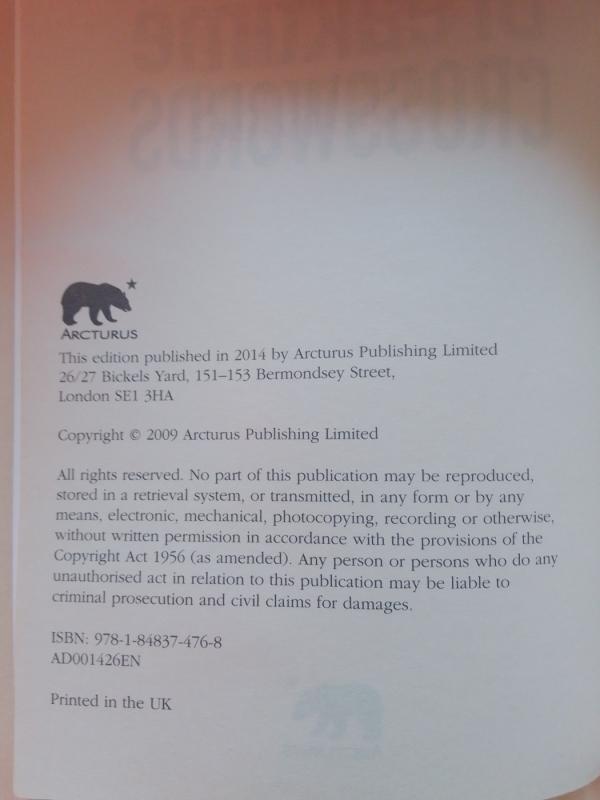 Breaktime
CROSSWORDS
ARCTURUS
This edition published in 2014 by Arcturus Publishing Limited
26/27 Bickels Yard, 151–153 Bermondsey Street,
London SE1 3HA
Copyright © 2009 Arcturus Publishing Limited
All rights reserved. No part of this publication may be reproduced,
stored in a retrieval system, or transmitted, in any form or by any
means, electronic, mechanical, photocopying, recording or otherwise,
without written permission in accordance with the provisions of the
Copyright Act 1956 (as amended). Any person or persons who do any
unauthorised act in relation to this publication may be liable to
criminal prosecution and civil claims for damages.
ISBN: 978-1-84837-476-8
AD001426EN
Printed in the UK
ARCTURUS